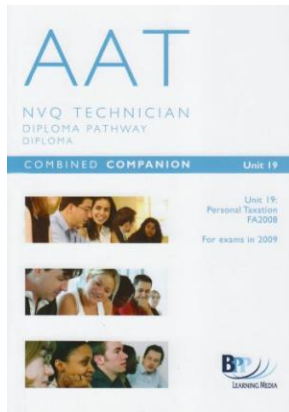 AAT
NVQ TECHNICIAN
DIPLOMA PATHWAY
DIPLOMA
COMBINED COMPANION Unit 19
Unit 19:
Personal Taxation
FA2008
For exams in 2009
BPP
LEARNING MEDIA